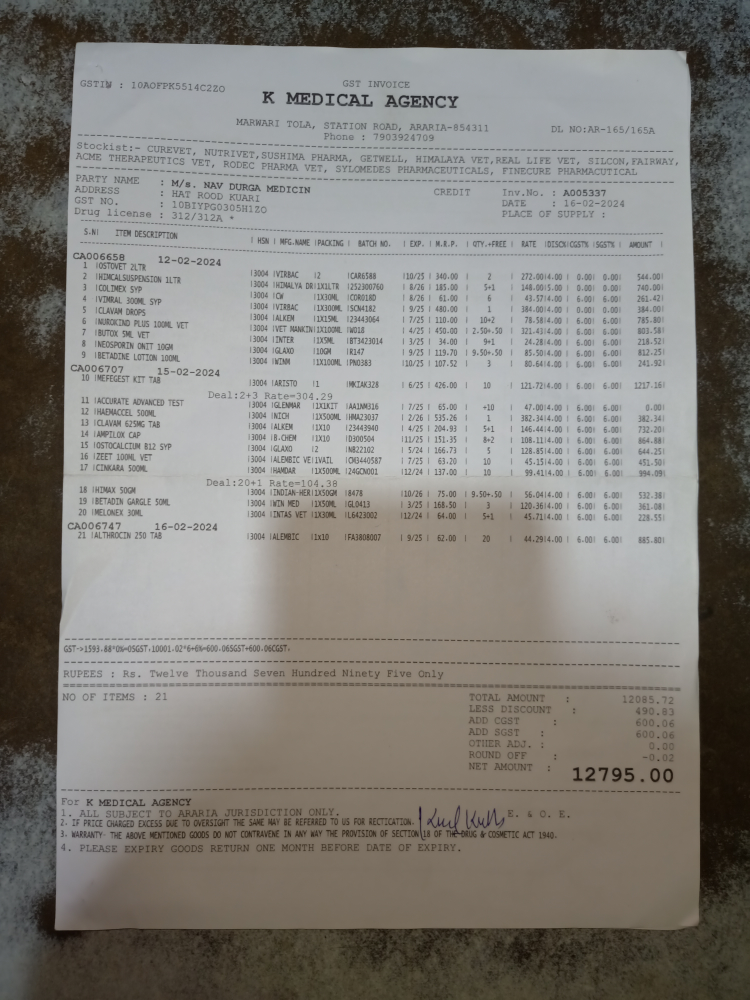 GSTIN : 10AOFPK5514C2ZO
GST INVOICE
K MEDICAL AGENCY
MARWARI TOLA, STATION ROAD, ARARIA-854311
DL NO:AR-165/165A
Phone : 7903924709
Stockist:- CUREVET, NUTRIVET,SUSHIMA PHARMA, GETWELL, HIMALAYA VET,REAL LIFE VET, SILCON,FAIRWAY,
ACME THERAPEUTICS VET, RODEC PHARMA VET, SYLOMEDES PHARMACEUTICALS, FINECURE PHARMACUTICAL
PARTY NAME : M/s. NAV DURGA MEDICIN CREDIT Inv.No. : A005337
ADDRESS : HAT ROOD KUARI DATE : 16-02-2024
GST NO. : 10BIYPG0305H1ZO PLACE OF SUPPLY :
Drug license : 312/312A *
S.N| ITEM DESCRIPTION | HSN | MFG.NAME |PACKING | BATCH NO. | EXP. | M.R.P. | QTY.+FREE | RATE |DISC%|CGST% |SGST% | AMOUNT
CA006658 12-02-2024
1 |OSTOVET 2LTR |3004 |VIRBAC |2 |CAR6588 |10/25 | 340.00 | 2 | 272.00|4.00 | 0.00| 0.00| 544.00|
2 |HIMCALSUSPENSION 1LTR |3004 |HIMALYA DR|1X1LTR |252300760 | 8/26 | 185.00 | 5+1 | 148.00|5.00 | 0.00| 0.00| 740.00|
3 |COLIMEX SYP |3004 |CW |1X30ML |COR018D | 8/26 | 61.00 | 6 | 43.57|4.00 | 6.00| 6.00| 261.42|
4 |VIMRAL 300ML SYP |3004 |VIRBAC |1X300ML |SCN4182 | 9/25 | 480.00 | 1 | 384.00|4.00 | 0.00| 0.00| 384.00|
5 |CLAVAM DROPS |3004 |ALKEM |1X15ML |23443064 | 7/25 | 110.00 | 10+2 | 78.58|4.00 | 6.00| 6.00| 785.80|
6 |NUROKIND PLUS 100ML VET |3004 |VET MANKIN|1X100ML |W018 | 4/25 | 450.00 | 2.50+.50 | 321.43|4.00 | 6.00| 6.00| 803.58|
7 |BUTOX 5ML VET |3004 |INTER |1X5ML |BT3423014 | 3/25 | 34.00 | 9+1 | 24.28|4.00 | 6.00| 6.00| 218.52|
8 |NEOSPORIN ONIT 10GM |3004 |GLAXO |10GM |R147 | 9/25 | 119.70 | 9.50+.50 | 85.50|4.00 | 6.00| 6.00| 812.25|
9 |BETADINE LOTION 100ML |3004 |WINM |1X100ML |PN0383 |10/25 | 107.52 | 3 | 80.64|4.00 | 6.00| 6.00| 241.92|
CA006707 15-02-2024
10 |MEFEGEST KIT TAB |3004 |ARISTO |1 |MKIAK328 | 6/25 | 426.00 | 10 | 121.72|4.00 | 6.00| 6.00| 1217.16|
Deal:2+3 Rate=304.29
11 |ACCURATE ADVANCED TEST |3004 |GLENMAR |1X1KIT |AA1NM316 | 7/25 | 65.00 | +10 | 47.00|4.00 | 6.00| 6.00| 0.00|
12 |HAEMACCEL 500ML |3004 |NICH |1X500ML |HMA23037 | 2/26 | 535.26 | 1 | 382.34|4.00 | 6.00| 6.00| 382.34|
13 |CLAVAM 625MG TAB |3004 |ALKEM |1X10 |23443940 | 4/25 | 204.93 | 5+1 | 146.44|4.00 | 6.00| 6.00| 732.20|
14 |AMPILOX CAP |3004 |B.CHEM |1X10 |D300504 |11/25 | 151.35 | 8+2 | 108.11|4.00 | 6.00| 6.00| 864.88|
15 |OSTOCALCIUM B12 SYP |3004 |GLAXO |2 |NB22102 | 5/24 | 166.73 | 5 | 128.85|4.00 | 6.00| 6.00| 644.25|
16 |ZEET 100ML VET |3004 |ALEMBIC VE|1VAIL |CH3440587 | 7/25 | 63.20 | 10 | 45.15|4.00 | 6.00| 6.00| 451.50|
17 |CINKARA 500ML |3004 |HAMDAR |1X500ML |24GCN001 |12/24 | 137.00 | 10 | 99.41|4.00 | 6.00| 6.00| 994.09|
Deal:20+1 Rate=104.38
18 |HIMAX 50GM |3004 |INDIAN-HER|1X50GM |8478 |10/26 | 75.00 | 9.50+.50 | 56.04|4.00 | 6.00| 6.00| 532.38|
19 |BETADIN GARGLE 50ML |3004 |WIN MED |1X50ML |GL0413 | 3/25 | 168.50 | 3 | 120.36|4.00 | 6.00| 6.00| 361.08|
20 |MELONEX 30ML |3004 |INTAS VET |1X30ML |L6423002 |12/24 | 64.00 | 5+1 | 45.71|4.00 | 6.00| 6.00| 228.55|
CA006747 16-02-2024
21 |ALTHROCIN 250 TAB |3004 |ALEMBIC |1x10 |FA3808007 | 9/25 | 62.00 | 20 | 44.29|4.00 | 6.00| 6.00| 885.80|
GST->1593.88*0%=0SGST,10001.02*6+6%=600.06SGST+600.06CGST,
RUPEES : Rs. Twelve Thousand Seven Hundred Ninety Five Only
NO OF ITEMS : 21
TOTAL AMOUNT : 12085.72
LESS DISCOUNT : 490.83
ADD CGST : 600.06
ADD SGST : 600.06
OTHER ADJ. : 0.00
ROUND OFF : -0.02
NET AMOUNT : 12795.00
For K MEDICAL AGENCY
1. ALL SUBJECT TO ARARIA JURISDICTION ONLY. E. & O. E.
2. IF PRICE CHARGED EXCESS DUE TO OVERSIGHT THE SAME MAY BE REFERRED TO US FOR RECTICATION.
3. WARRANTY- THE ABOVE MENTIONED GOODS DO NOT CONTRAVENE IN ANY WAY THE PROVISION OF SECTION 18 OF THE DRUG & COSMETIC ACT 1940.
4. PLEASE EXPIRY GOODS RETURN ONE MONTH BEFORE DATE OF EXPIRY.